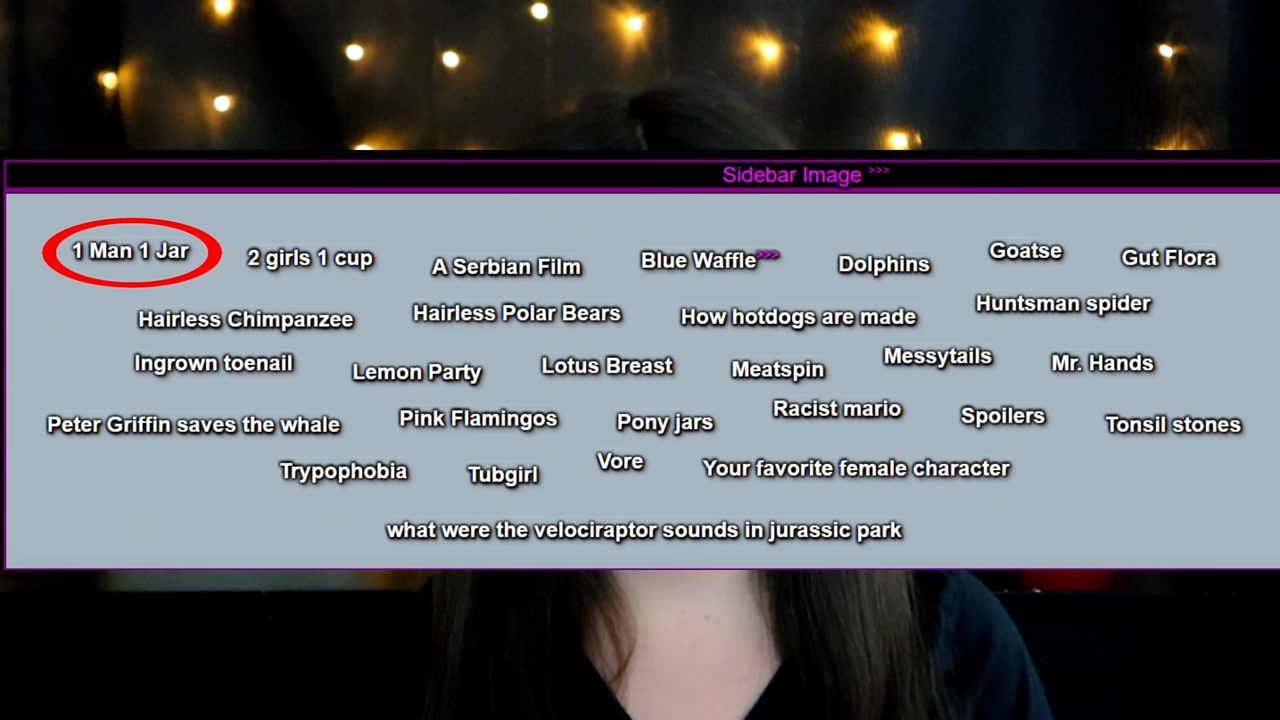 Sidebar Image >>>
1 Man 1 Jar 2 girls 1 cup A Serbian Film Blue Waffle>>> Dolphins Goatse Gut Flora
Hairless Chimpanzee Hairless Polar Bears How hotdogs are made Huntsman spider
Ingrown toenail Lemon Party Lotus Breast Meatspin Messytails Mr. Hands
Peter Griffin saves the whale Pink Flamingos Pony jars Racist mario Spoilers Tonsil stones
Trypophobia Tubgirl Vore Your favorite female character
what were the velociraptor sounds in jurassic park